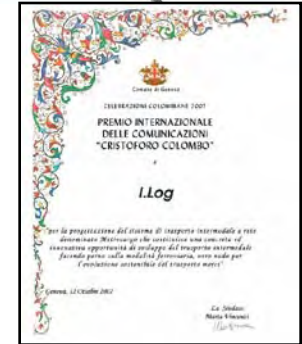 Comune di Genova
CELEBRAZIONI COLOMBIANE 2007
PREMIO INTERNAZIONALE
DELLE COMUNICAZIONI
"CRISTOFORO COLOMBO"
a
I.Log
"per la progettazione del sistema di trasporto intermodale a rete
denominato Metrocargo che costituisce una concreta ed
innovativa opportunità di sviluppo del trasporto intermodale
facendo perno sulla modalità ferroviaria, vero nodo per
l'evoluzione sostenibile del trasporto merci"
Genova, 12 Ottobre 2007
La Sindaco
Marta Vincenzi